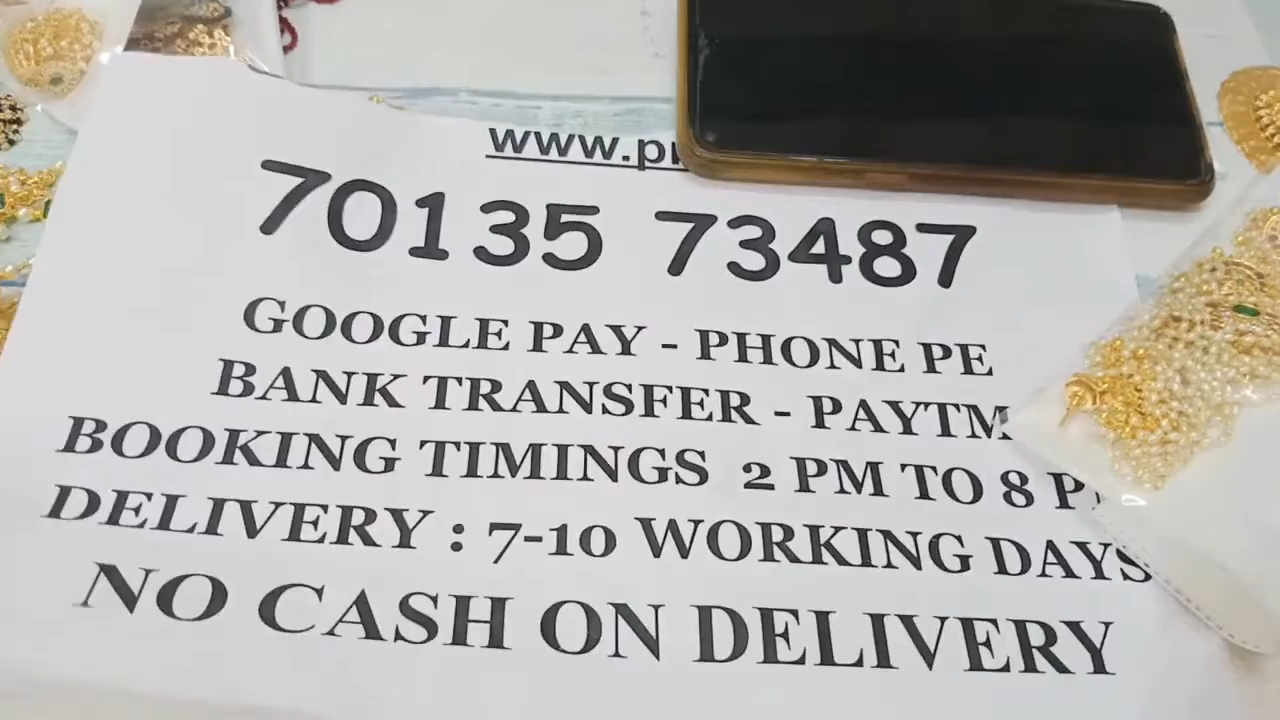 www.pr
70135 73487
GOOGLE PAY - PHONE PE
BANK TRANSFER - PAYTM
BOOKING TIMINGS 2 PM TO 8 P
DELIVERY : 7-10 WORKING DAYS
NO CASH ON DELIVERY